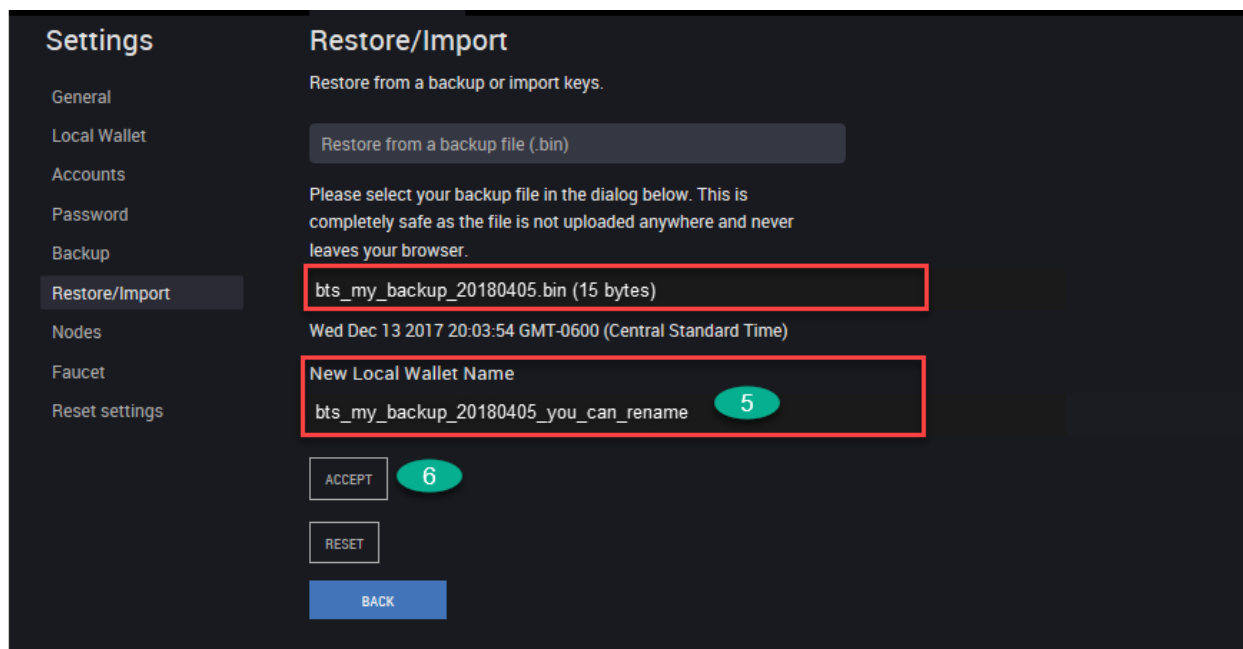 Settings
General
Local Wallet
Accounts
Password
Backup
Restore/Import
Nodes
Faucet
Reset settings
Restore/Import
Restore from a backup or import keys.
Restore from a backup file (.bin)
Please select your backup file in the dialog below. This is
completely safe as the file is not uploaded anywhere and never
leaves your browser.
bts_my_backup_20180405.bin (15 bytes)
Wed Dec 13 2017 20:03:54 GMT-0600 (Central Standard Time)
New Local Wallet Name
bts_my_backup_20180405_you_can_rename 5
ACCEPT 6
RESET
BACK